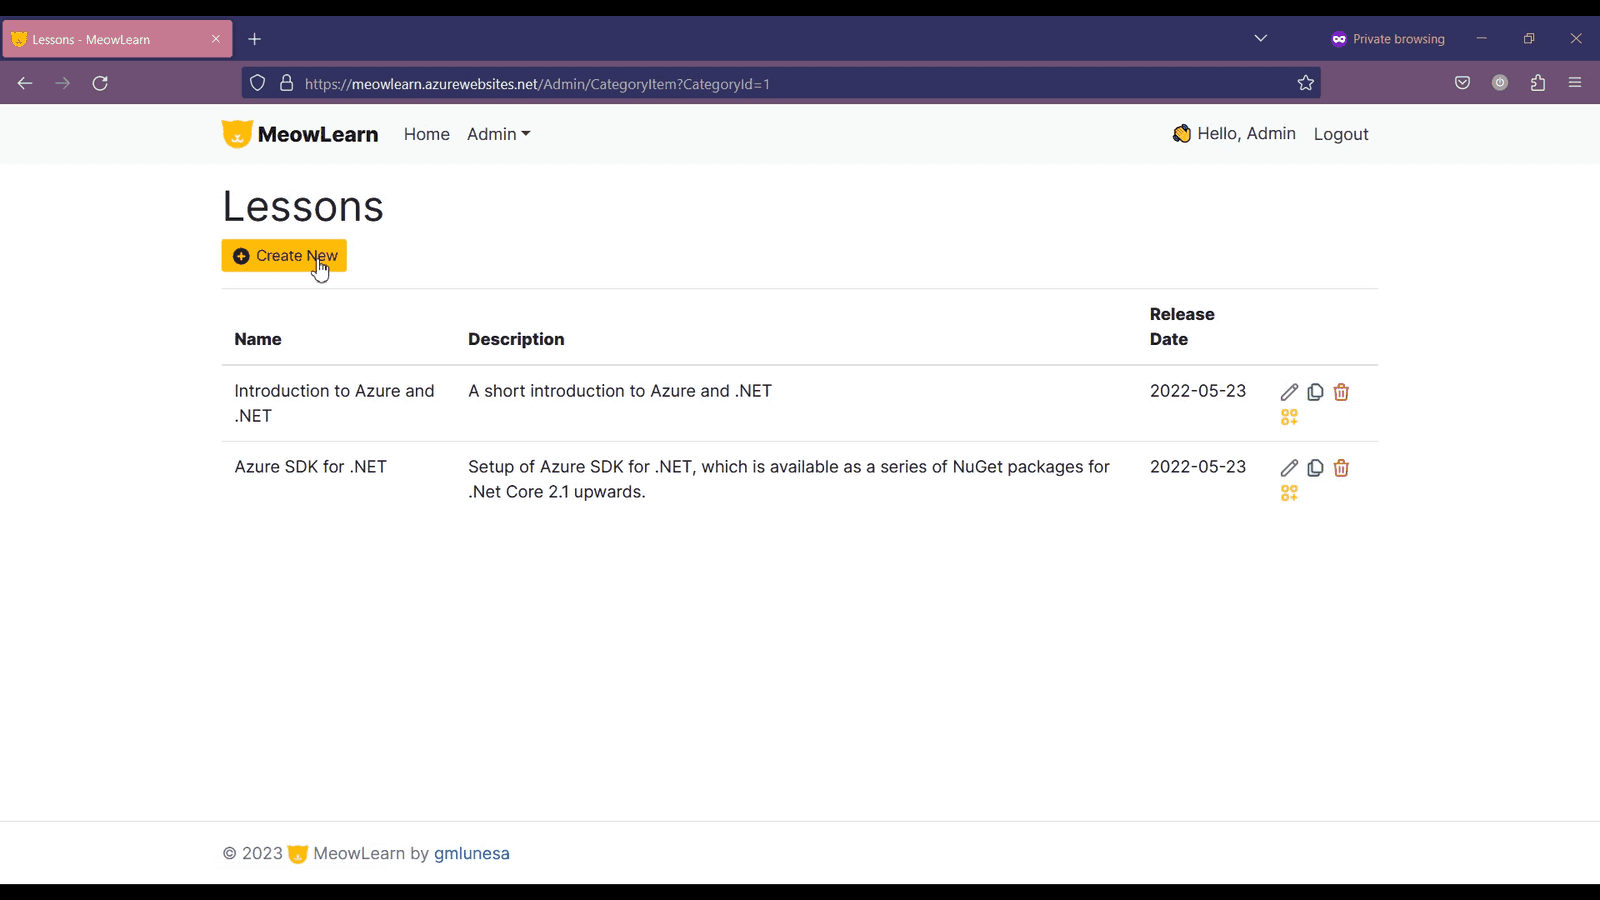 Lessons - MeowLearn
Private browsing
https://meowlearn.azurewebsites.net/Admin/CategoryItem?CategoryId=1
MeowLearn Home Admin Hello, Admin Logout
Lessons
Create New
Name Description Release Date
Introduction to Azure and .NET A short introduction to Azure and .NET 2022-05-23
Azure SDK for .NET Setup of Azure SDK for .NET, which is available as a series of NuGet packages for
.Net Core 2.1 upwards. 2022-05-23
© 2023 MeowLearn by gmlunesa